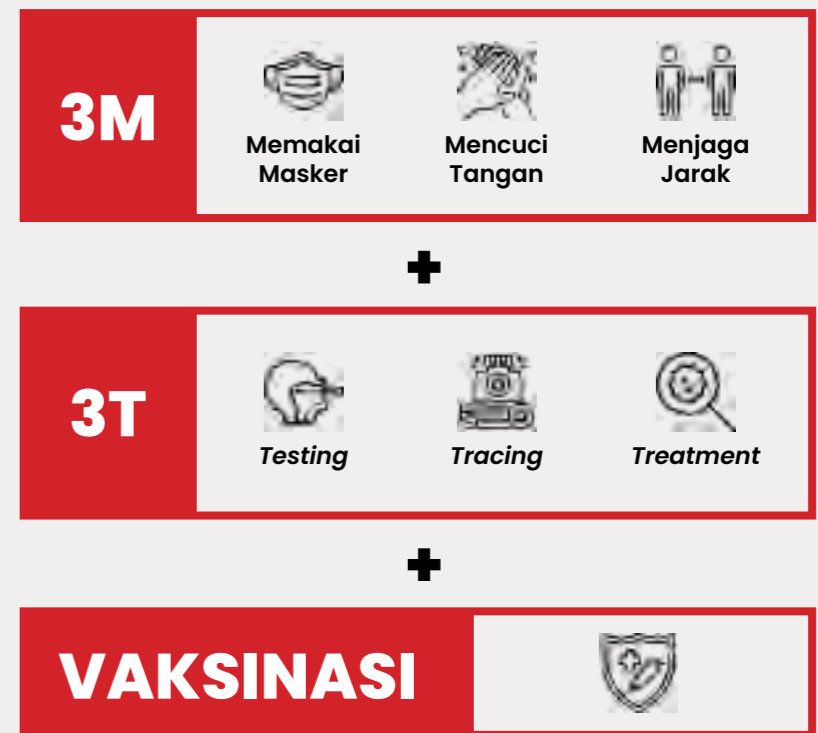 3M
Memakai
Masker
Mencuci
Tangan
Menjaga
Jarak
+
3T
Testing
Tracing
Treatment
+
VAKSINASI